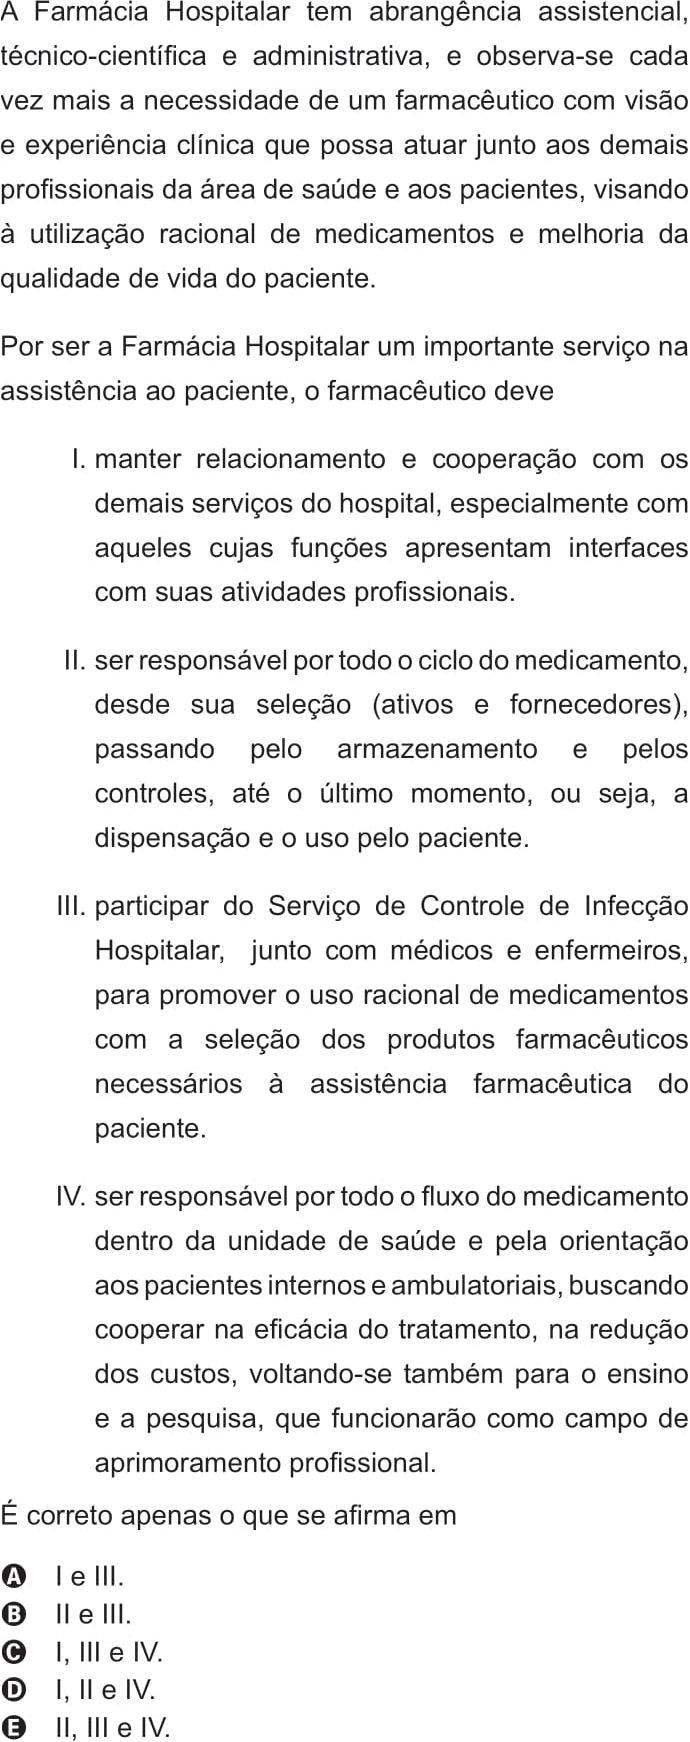 A Farmácia Hospitalar tem abrangência assistencial,
técnico-científica e administrativa, e observa-se cada
vez mais a necessidade de um farmacêutico com visão
e experiência clínica que possa atuar junto aos demais
profissionais da área de saúde e aos pacientes, visando
à utilização racional de medicamentos e melhoria da
qualidade de vida do paciente.
Por ser a Farmácia Hospitalar um importante serviço na
assistência ao paciente, o farmacêutico deve
I. manter relacionamento e cooperação com os
demais serviços do hospital, especialmente com
aqueles cujas funções apresentam interfaces
com suas atividades profissionais.
II. ser responsável por todo o ciclo do medicamento,
desde sua seleção (ativos e fornecedores),
passando pelo armazenamento e pelos
controles, até o último momento, ou seja, a
dispensação e o uso pelo paciente.
III. participar do Serviço de Controle de Infecção
Hospitalar, junto com médicos e enfermeiros,
para promover o uso racional de medicamentos
com a seleção dos produtos farmacêuticos
necessários à assistência farmacêutica do
paciente.
IV. ser responsável por todo o fluxo do medicamento
dentro da unidade de saúde e pela orientação
aos pacientes internos e ambulatoriais, buscando
cooperar na eficácia do tratamento, na redução
dos custos, voltando-se também para o ensino
e a pesquisa, que funcionarão como campo de
aprimoramento profissional.
É correto apenas o que se afirma em
A I e III.
B II e III.
C I, III e IV.
D I, II e IV.
E II, III e IV.